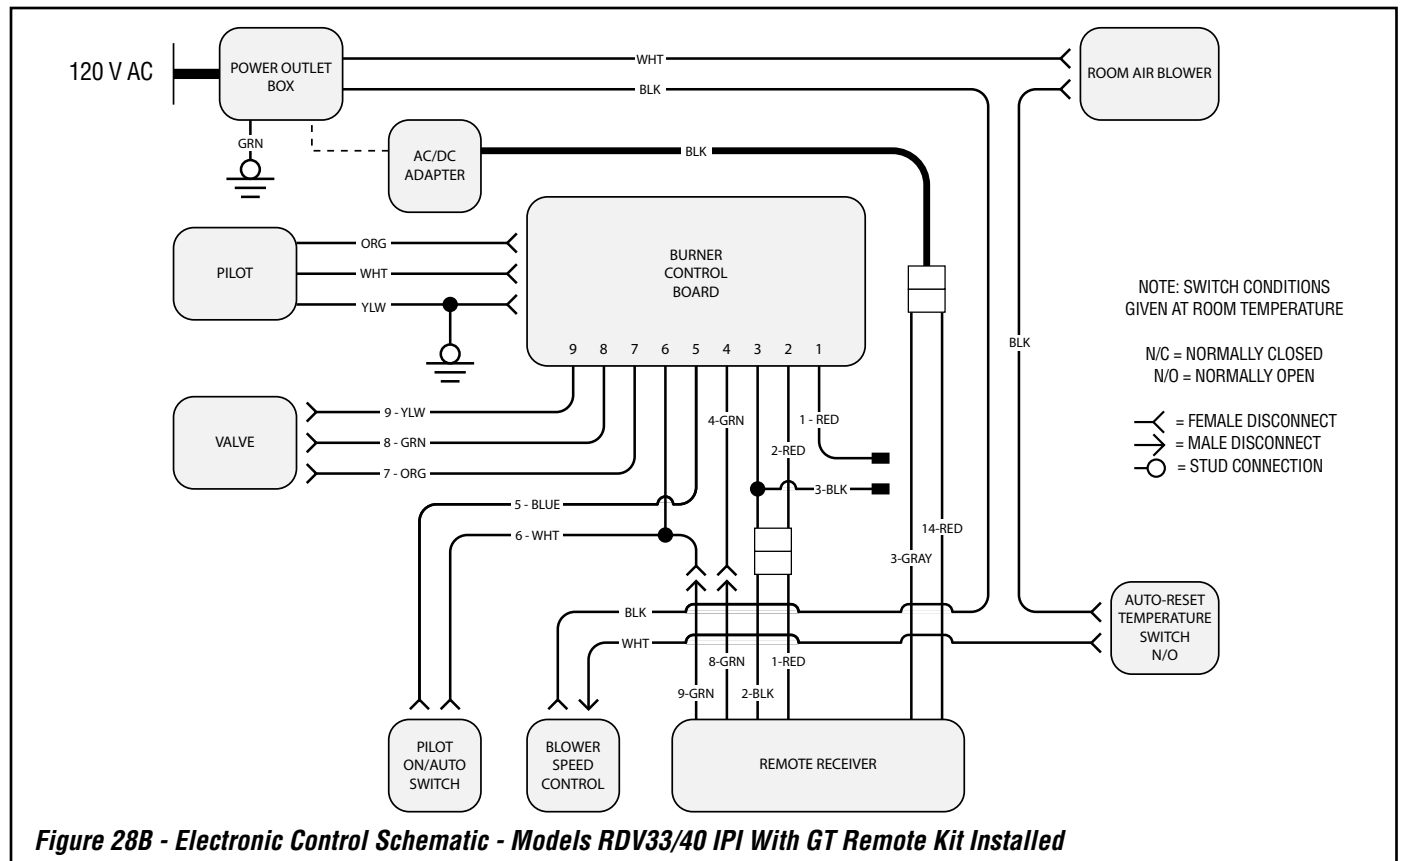 120 V AC
POWER OUTLET
BOX
WHT
BLK
ROOM AIR BLOWER
GRN
AC/DC
ADAPTER
BLK
PILOT
ORG
WHT
YLW
BURNER
CONTROL
BOARD
9 8 7 6 5 4 3 2 1
NOTE: SWITCH CONDITIONS
GIVEN AT ROOM TEMPERATURE
N/C = NORMALLY CLOSED
N/O = NORMALLY OPEN
= FEMALE DISCONNECT
= MALE DISCONNECT
= STUD CONNECTION
BLK
VALVE
9 - YLW
8 - GRN
7 - ORG
4-GRN
1 - RED
2-RED
3-BLK
5 - BLUE
6 - WHT
14-RED
3-GRAY
BLK
WHT
AUTO-RESET
TEMPERATURE
SWITCH
N/O
8-GRN
1-RED
9-GRN
2-BLK
PILOT
ON/AUTO
SWITCH
BLOWER
SPEED
CONTROL
REMOTE RECEIVER
Figure 28B - Electronic Control Schematic - Models RDV33/40 IPI With GT Remote Kit Installed